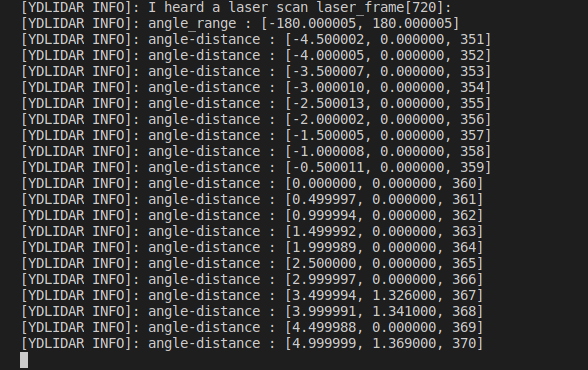 [YDLIDAR INFO]: I heard a laser scan laser_frame[720]:
[YDLIDAR INFO]: angle_range : [-180.000005, 180.000005]
[YDLIDAR INFO]: angle-distance : [-4.500002, 0.000000, 351]
[YDLIDAR INFO]: angle-distance : [-4.000005, 0.000000, 352]
[YDLIDAR INFO]: angle-distance : [-3.500007, 0.000000, 353]
[YDLIDAR INFO]: angle-distance : [-3.000010, 0.000000, 354]
[YDLIDAR INFO]: angle-distance : [-2.500013, 0.000000, 355]
[YDLIDAR INFO]: angle-distance : [-2.000002, 0.000000, 356]
[YDLIDAR INFO]: angle-distance : [-1.500005, 0.000000, 357]
[YDLIDAR INFO]: angle-distance : [-1.000008, 0.000000, 358]
[YDLIDAR INFO]: angle-distance : [-0.500011, 0.000000, 359]
[YDLIDAR INFO]: angle-distance : [0.000000, 0.000000, 360]
[YDLIDAR INFO]: angle-distance : [0.499997, 0.000000, 361]
[YDLIDAR INFO]: angle-distance : [0.999994, 0.000000, 362]
[YDLIDAR INFO]: angle-distance : [1.499992, 0.000000, 363]
[YDLIDAR INFO]: angle-distance : [1.999989, 0.000000, 364]
[YDLIDAR INFO]: angle-distance : [2.500000, 0.000000, 365]
[YDLIDAR INFO]: angle-distance : [2.999997, 0.000000, 366]
[YDLIDAR INFO]: angle-distance : [3.499994, 1.326000, 367]
[YDLIDAR INFO]: angle-distance : [3.999991, 1.341000, 368]
[YDLIDAR INFO]: angle-distance : [4.499988, 0.000000, 369]
[YDLIDAR INFO]: angle-distance : [4.999999, 1.369000, 370]